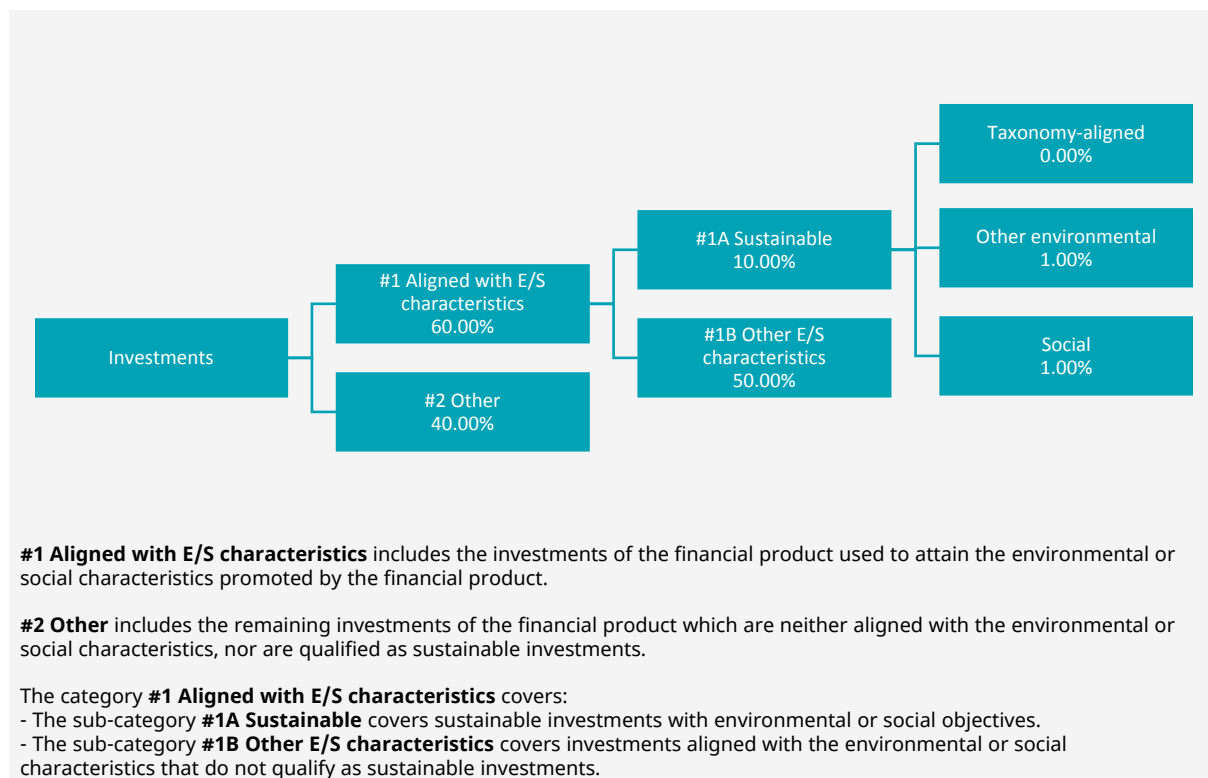 Investments
#1 Aligned with E/S
characteristics
60.00%
#2 Other
40.00%
#1A Sustainable
10.00%
#1B Other E/S
characteristics
50.00%
Taxonomy-aligned
0.00%
Other environmental
1.00%
Social
1.00%
#1 Aligned with E/S characteristics includes the investments of the financial product used to attain the environmental or
social characteristics promoted by the financial product.
#2 Other includes the remaining investments of the financial product which are neither aligned with the environmental or
social characteristics, nor are qualified as sustainable investments.
The category #1 Aligned with E/S characteristics covers:
- The sub-category #1A Sustainable covers sustainable investments with environmental or social objectives.
- The sub-category #1B Other E/S characteristics covers investments aligned with the environmental or social
characteristics that do not qualify as sustainable investments.